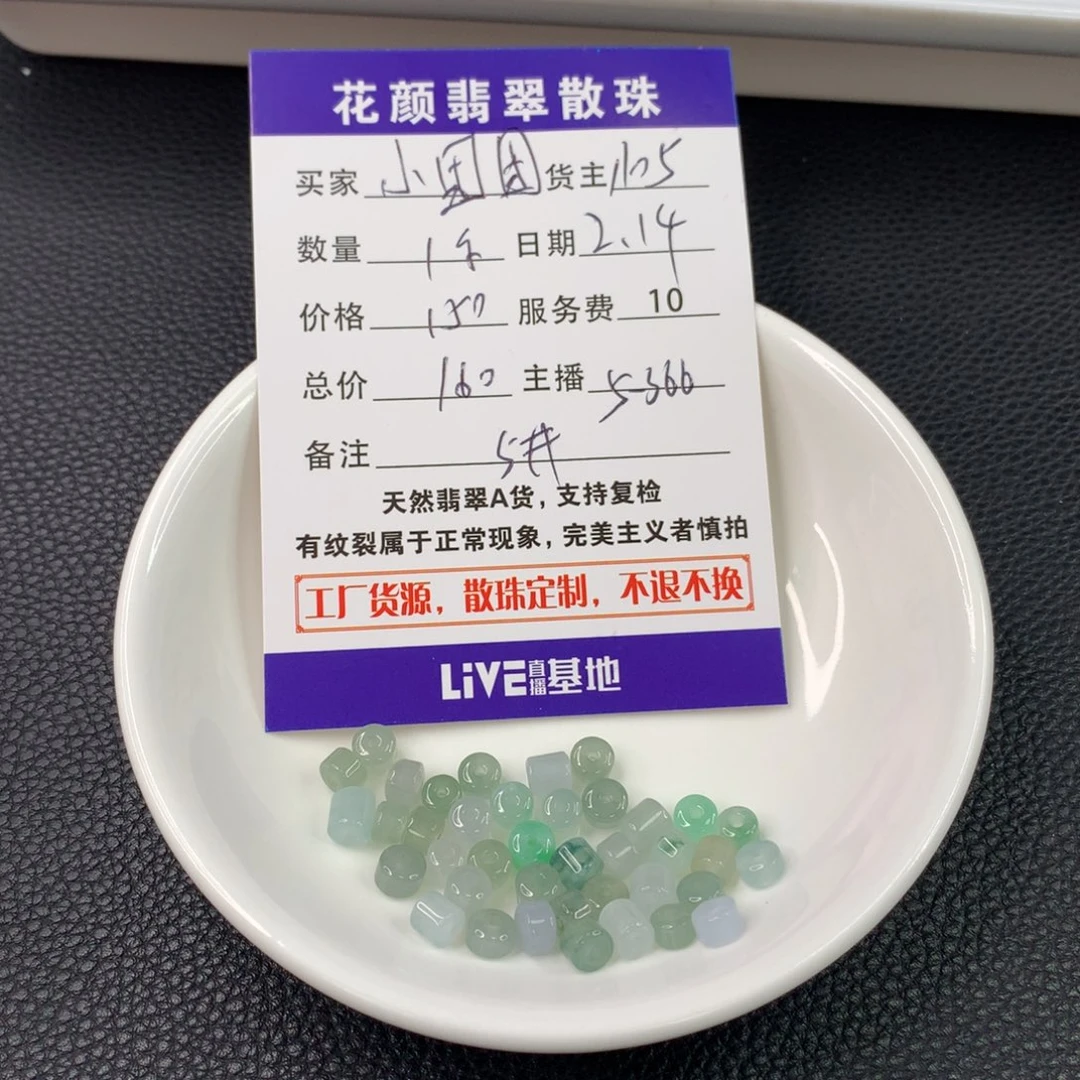 花颜翡翠散珠
买家 小团团 货主 1105
数量 1手 日期 2.14
价格 150 服务费 10
总价 160 主播 5366
备注 5井
天然翡翠A货，支持复检
有纹裂属于正常现象，完美主义者慎拍
工厂货源，散珠定制，不退不换
LiVE直播基地